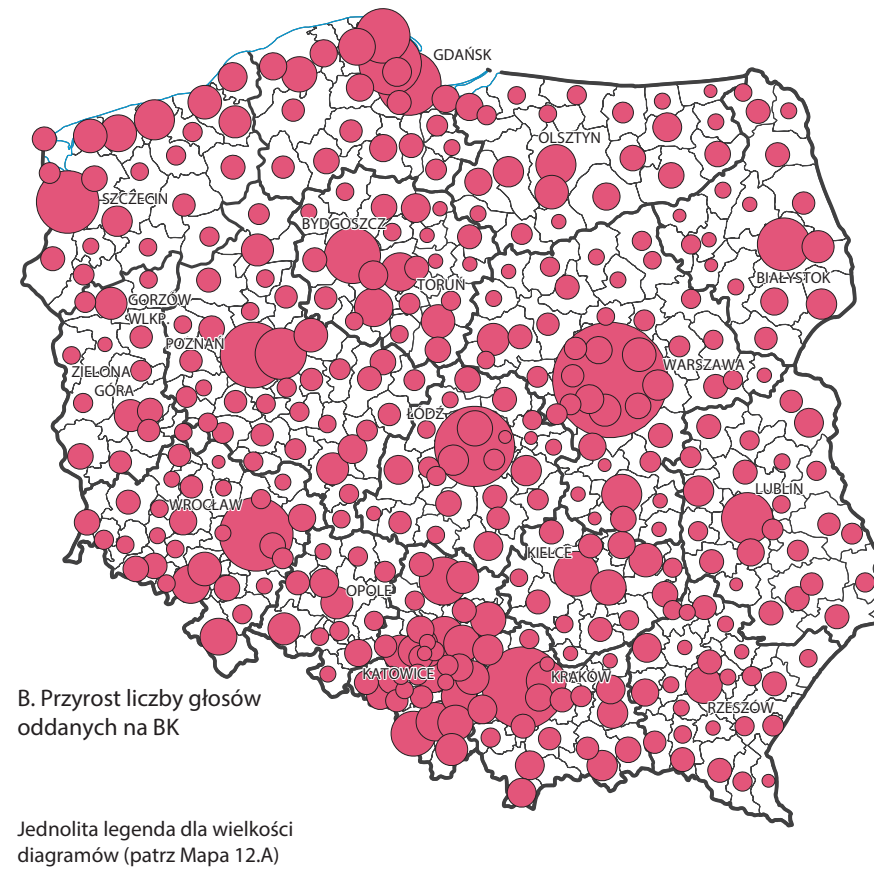 GDAŃSK
OLSZTYN
SZCZECIN
BYDGOSZCZ
BIAŁYSTOK
TORUŃ
GORZÓW
WLKP.
POZNAŃ
WARSZAWA
ZIELONA
GÓRA
ŁÓDŹ
LUBLIN
WROCŁAW
KIELCE
OPOLE
KATOWICE
KRAKÓW
RZESZÓW
B. Przyrost liczby głosów
oddanych na BK
Jednolita legenda dla wielkości
diagramów (patrz Mapa 12.A)